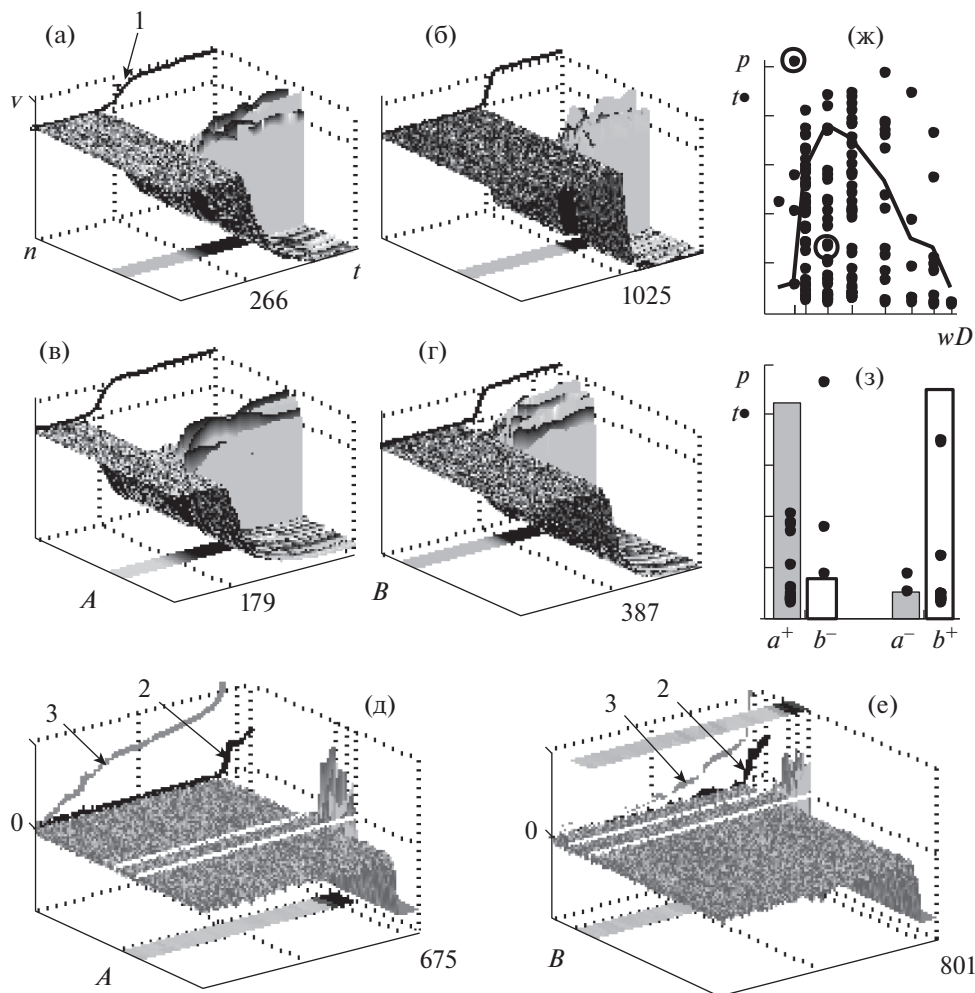 (а) 1 (б) (ж)
v
n
266
t
1025
p
t
wD
(в) (г) (з)
A
179
B
387
p
t
a+ b− a− b+
3 2 (д)
0
A
675
3 2 (е)
0
B
801